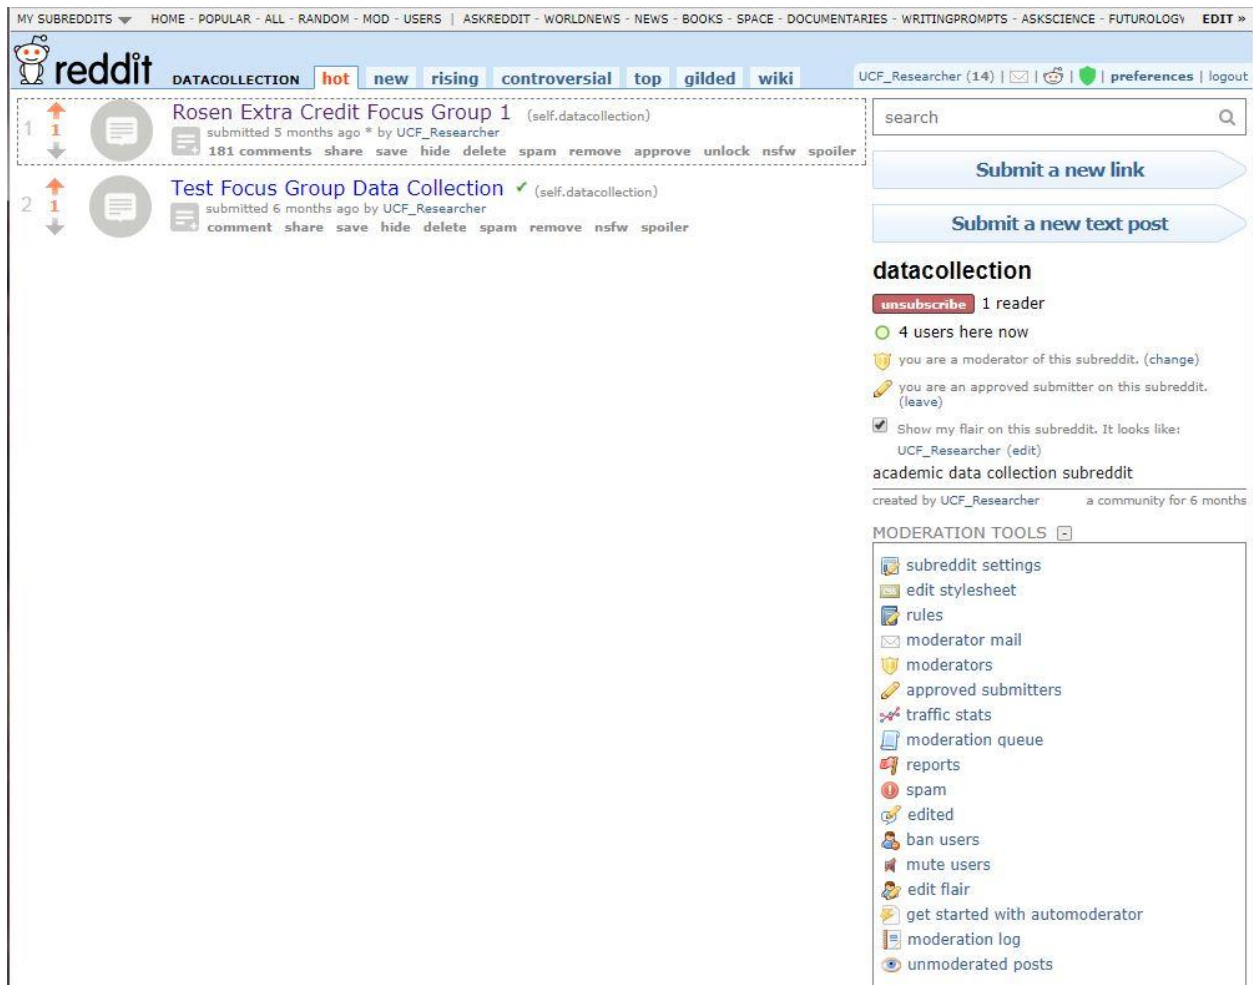 MY SUBREDDITS HOME - POPULAR - ALL - RANDOM - MOD - USERS | ASKREDDIT - WORLDNEWS - NEWS - BOOKS - SPACE - DOCUMENTARIES - WRITINGPROMPTS - ASKSCIENCE - FUTUROLOGY EDIT »
reddit DATACOLLECTION hot new rising controversial top gilded wiki UCF_Researcher (14) | | | | preferences | logout
1 1 Rosen Extra Credit Focus Group 1 (self.datacollection)
submitted 5 months ago * by UCF_Researcher
181 comments share save hide delete spam remove approve unlock nsfw spoiler
2 1 Test Focus Group Data Collection ✔ (self.datacollection)
submitted 6 months ago by UCF_Researcher
comment share save hide delete spam remove nsfw spoiler
search
Submit a new link
Submit a new text post
datacollection
unsubscribe 1 reader
4 users here now
you are a moderator of this subreddit. (change)
you are an approved submitter on this subreddit.
(leave)
Show my flair on this subreddit. It looks like:
UCF_Researcher (edit)
academic data collection subreddit
created by UCF_Researcher a community for 6 months
MODERATION TOOLS -
subreddit settings
css edit stylesheet
rules
moderator mail
moderators
approved submitters
traffic stats
moderation queue
reports
spam
edited
ban users
mute users
edit flair
get started with automoderator
moderation log
unmoderated posts